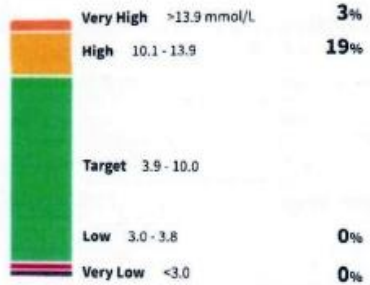 Very High >13.9 mmol/L 3%
High 10.1 - 13.9 19%
Target 3.9 - 10.0
Low 3.0 - 3.8 0%
Very Low <3.0 0%